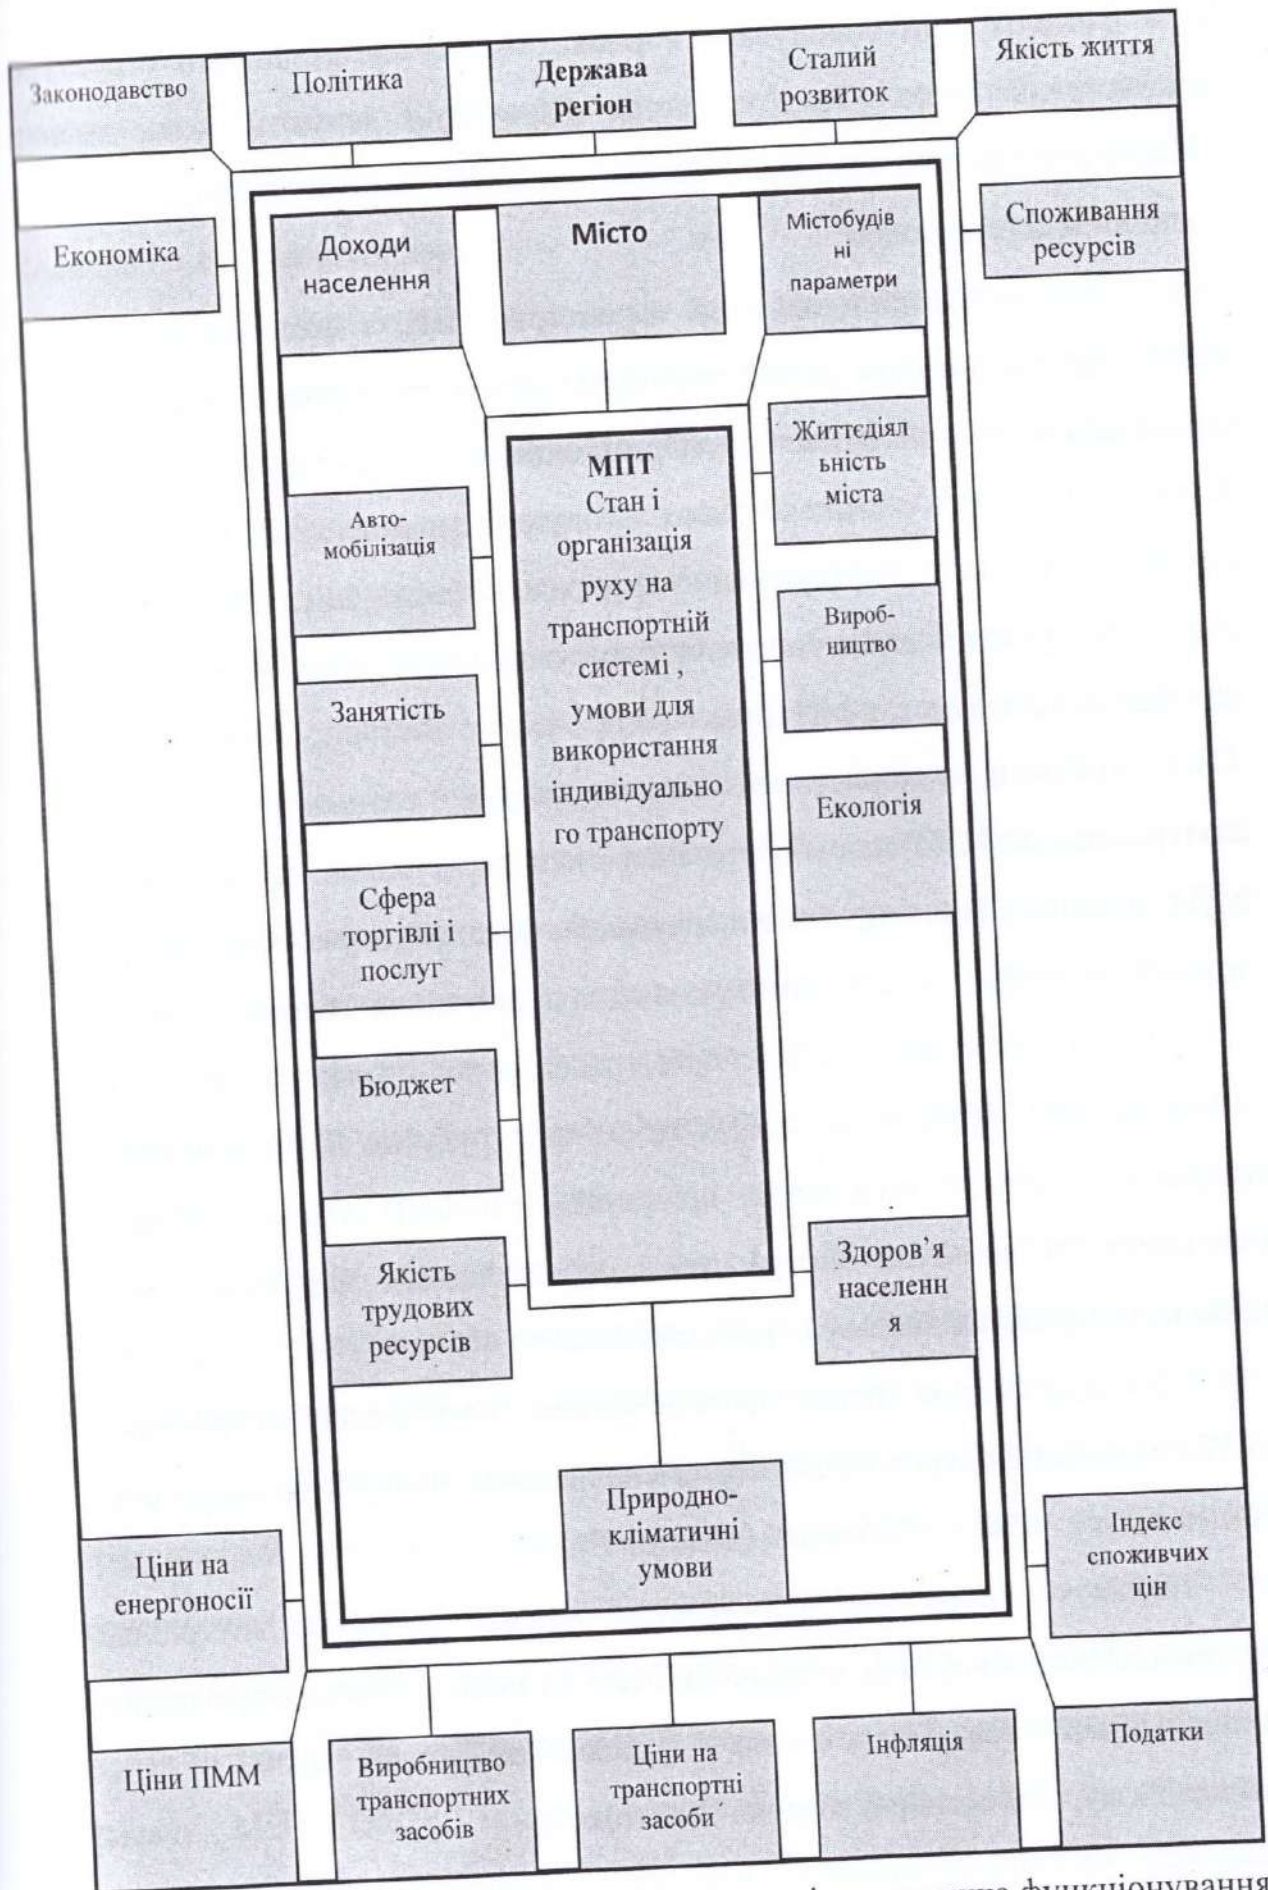 Законодавство
Політика
Держава
регіон
Сталий
розвиток
Якість життя
Економіка
Доходи
населення
Місто
Містобудів
ні
параметри
Споживання
ресурсів
МПТ
Стан і
організація
руху на
транспортній
системі ,
умови для
використання
індивідуально
го транспорту
Життєдіял
ьність
міста
Авто-
мобілізація
Вироб-
ництво
Занятість
Екологія
Сфера
торгівлі і
послуг
Бюджет
Якість
трудових
ресурсів
Здоров’я
населенн
я
Природно-
кліматичні
умови
Ціни на
енергоносії
Індекс
споживчих
цін
Ціни ПММ
Виробництво
транспортних
засобів
Ціни на
транспортні
засоби
Інфляція
Податки
функціонування